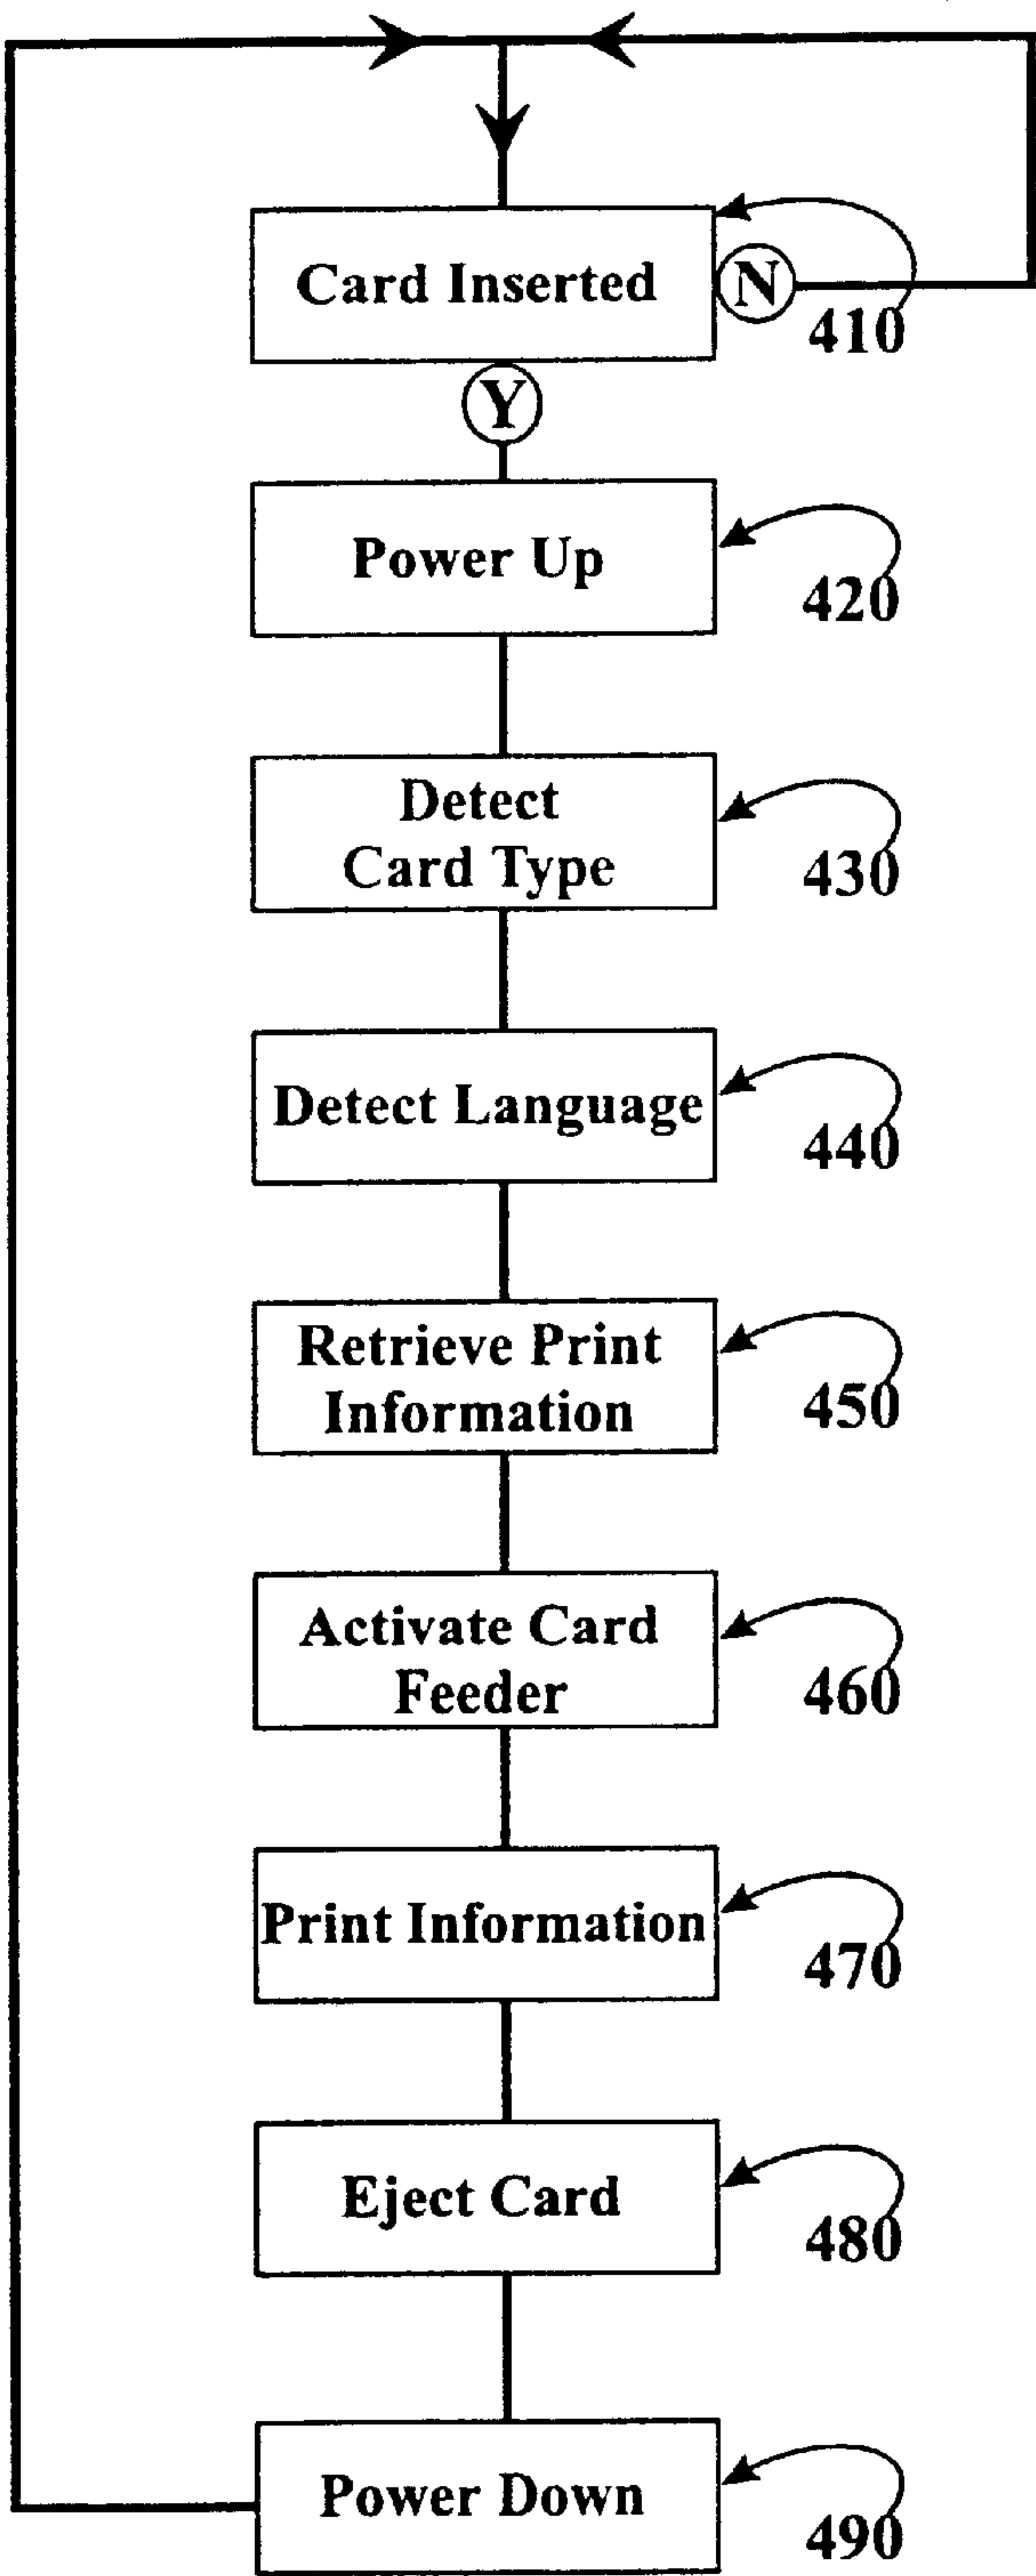 Card Inserted
N
410
Y
Power Up
420
Detect
Card Type
430
Detect Language
440
Retrieve Print
Information
450
Activate Card
Feeder
460
Print Information
470
Eject Card
480
Power Down
490